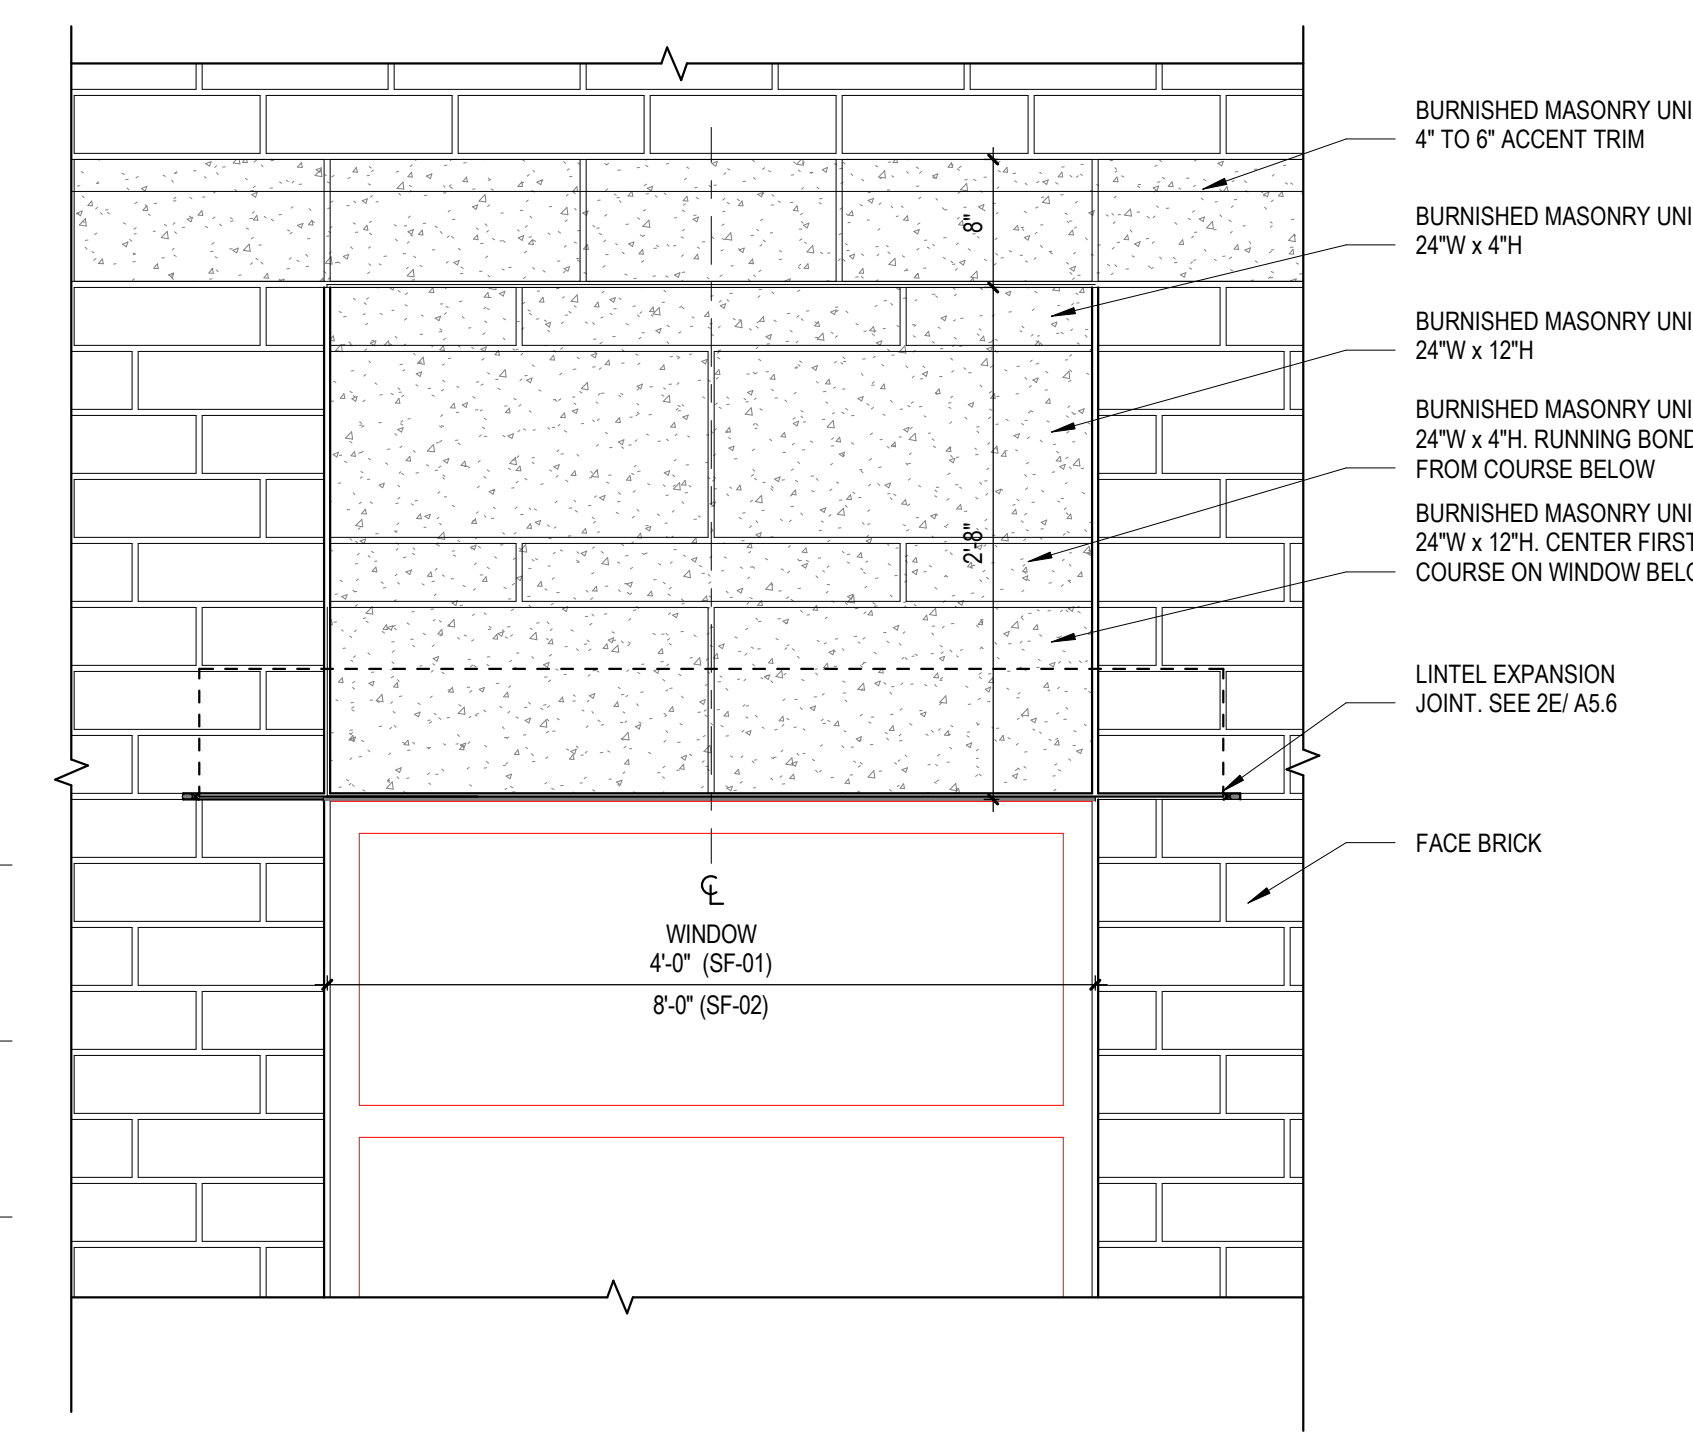 BURNISHED MASONRY UNI
4" TO 6" ACCENT TRIM
BURNISHED MASONRY UNI
24"W x 4"H
BURNISHED MASONRY UNI
24"W x 12"H
BURNISHED MASONRY UNI
24"W x 4"H. RUNNING BOND
FROM COURSE BELOW
BURNISHED MASONRY UNI
24"W x 12"H. CENTER FIRST
COURSE ON WINDOW BELO
LINTEL EXPANSION
JOINT. SEE 2E/ A5.6
FACE BRICK
8"
2'-8"
℄
WINDOW
4'-0" (SF-01)
8'-0" (SF-02)